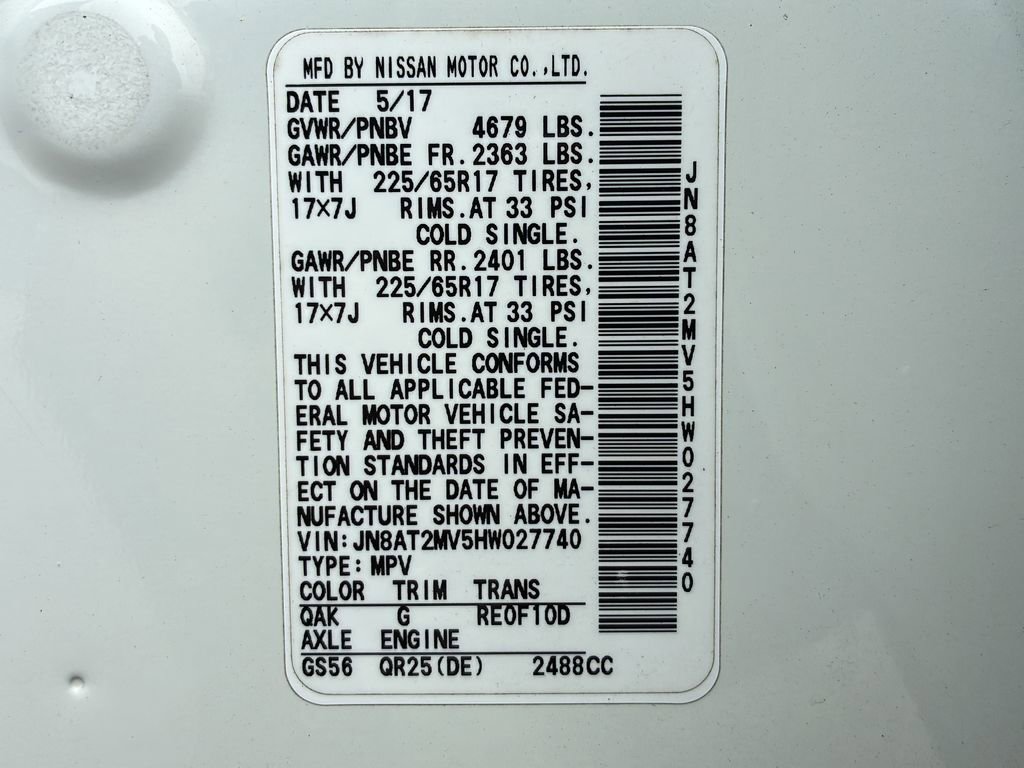 MFD BY NISSAN MOTOR CO.,LTD.
DATE 5/17
GVWR/PNBV 4679 LBS.
GAWR/PNBE FR.2363 LBS.
WITH 225/65R17 TIRES,
17×7J RIMS.AT 33 PSI
COLD SINGLE.
GAWR/PNBE RR.2401 LBS.
WITH 225/65R17 TIRES,
17×7J RIMS.AT 33 PSI
COLD SINGLE.
THIS VEHICLE CONFORMS
TO ALL APPLICABLE FED-
ERAL MOTOR VEHICLE SA-
FETY AND THEFT PREVEN-
TION STANDARDS IN EFF-
ECT ON THE DATE OF MA-
NUFACTURE SHOWN ABOVE.
VIN:JN8AT2MV5HW027740
TYPE:MPV
COLOR TRIM TRANS
QAK G RE0F10D
AXLE ENGINE
GS56 QR25(DE) 2488CC
JN8AT2MV5HW027740